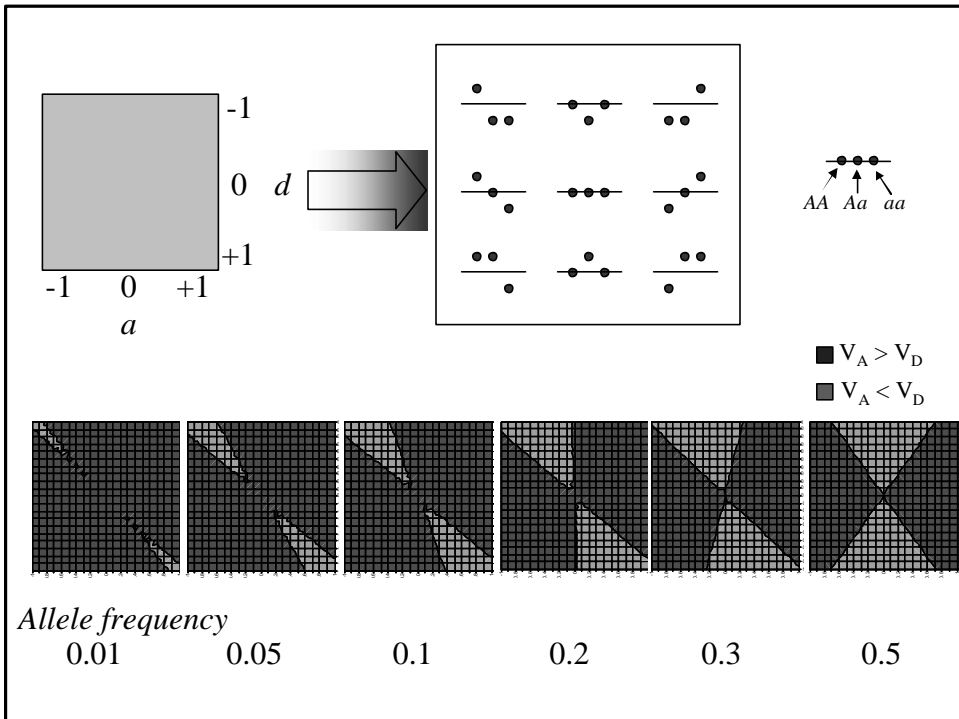 -1
0
d
+1
-1 0 +1
a
AA Aa aa
V_A > V_D
V_A < V_D
Allele frequency
0.01 0.05 0.1 0.2 0.3 0.5